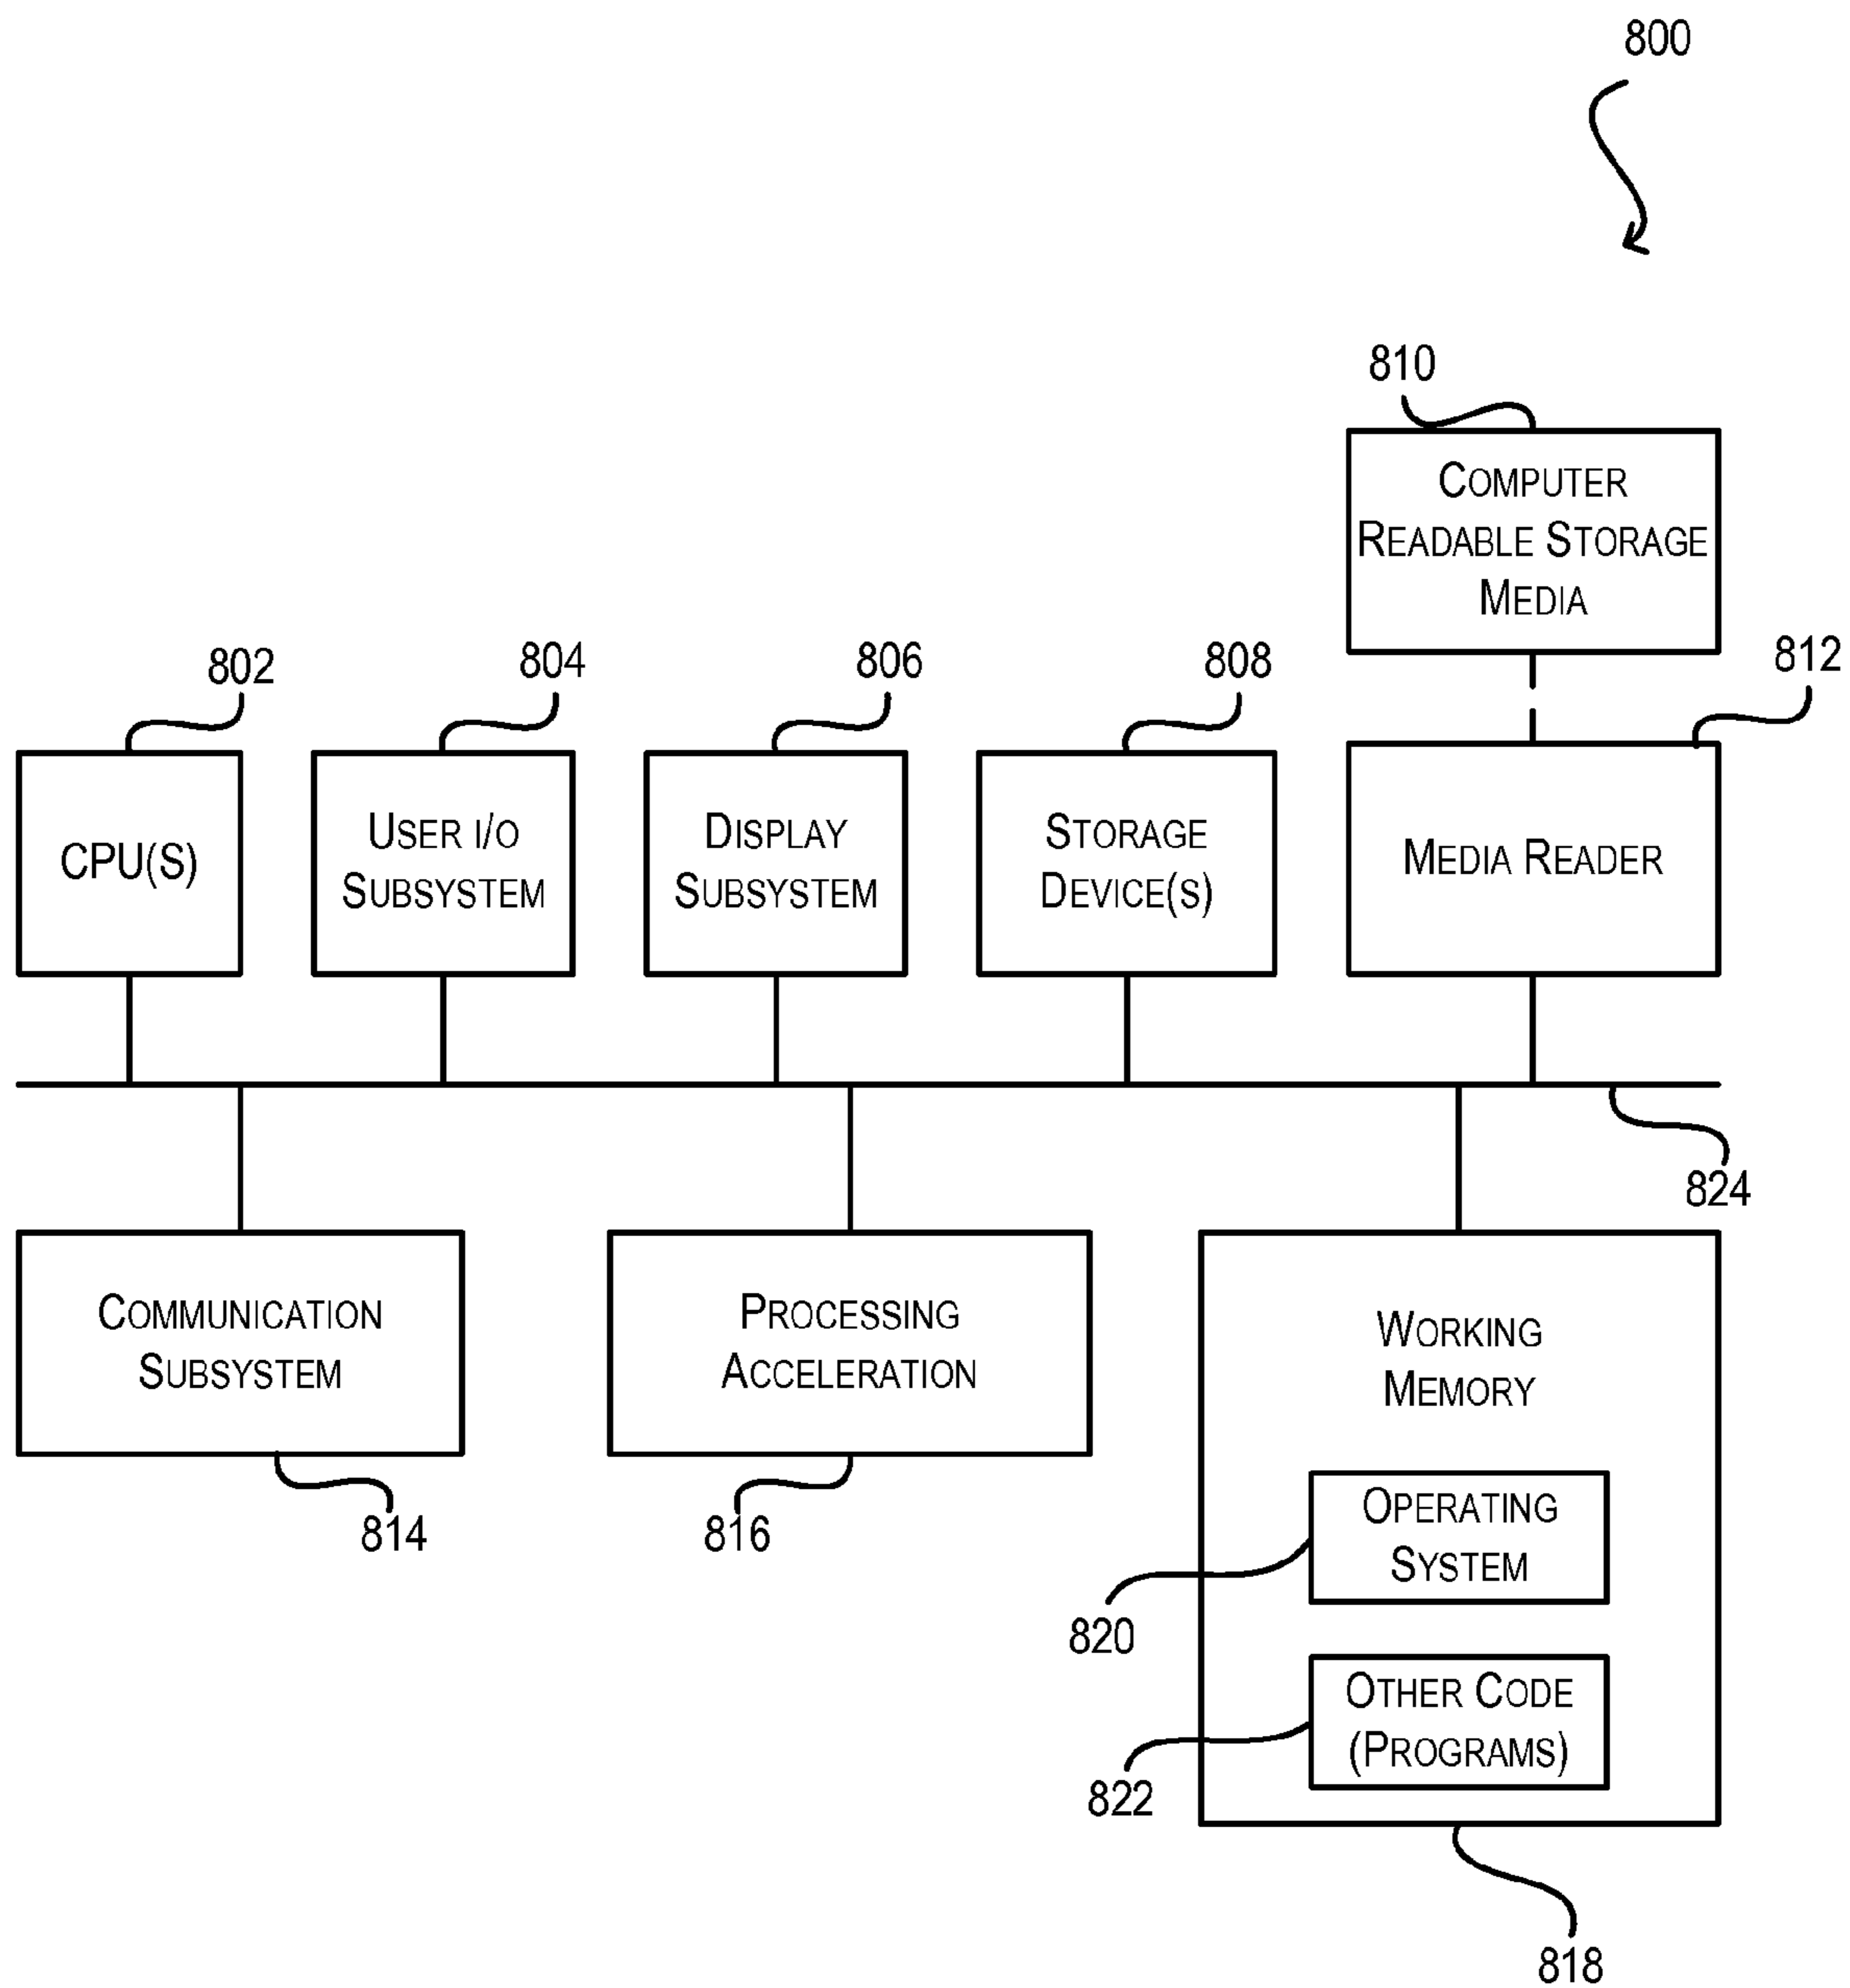 800
810
COMPUTER
READABLE STORAGE
MEDIA
802
804
806
808
812
CPU(S)
USER I/O
SUBSYSTEM
DISPLAY
SUBSYSTEM
STORAGE
DEVICE(S)
MEDIA READER
824
COMMUNICATION
SUBSYSTEM
PROCESSING
ACCELERATION
WORKING
MEMORY
814
816
OPERATING
SYSTEM
820
OTHER CODE
(PROGRAMS)
822
818